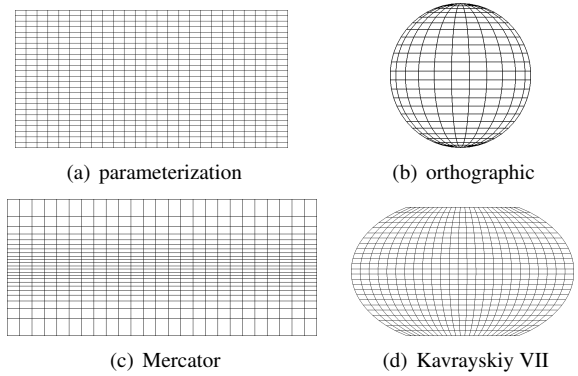 (a) parameterization
(b) orthographic
(c) Mercator
(d) Kavrayskiy VII